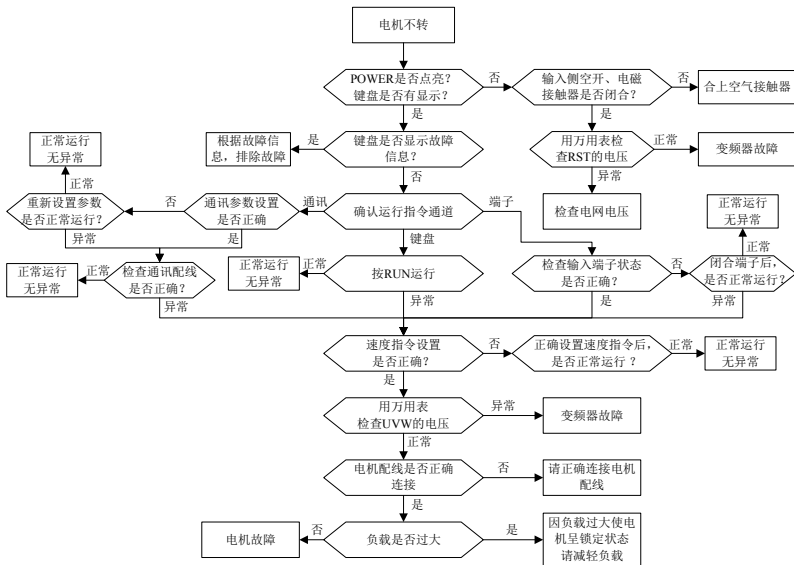 电机不转
POWER是否点亮？
键盘是否有显示？
否
输入侧空开、电磁
接触器是否闭合？
否
合上空气接触器
是
是
正常运行
无异常
根据故障信
息，排除故障
是
键盘是否显示故障
信息？
用万用表检
查RST的电压
正常
变频器故障
正常
否
异常
重新设置参数
是否正常运行？
否
通讯参数设置
是否正确
通讯
确认运行指令通道
端子
检查电网电压
正常运行
无异常
异常
是
键盘
正常
正常运行
无异常
正常
检查通讯配线
是否正确？
正常运行
无异常
正常
按RUN运行
检查输入端子状态
是否正确？
否
闭合端子后，
是否正常运行？
异常
异常
是
异常
速度指令设置
是否正确？
否
正确设置速度指令后，
是否正常运行 ？
正常
正常运行
无异常
是
用万用表
检查UVW的电压
异常
变频器故障
正常
电机配线是否正确
连接
否
请正确连接电机
配线
是
电机故障
否
负载是否过大
是
因负载过大使电
机呈锁定状态
请减轻负载